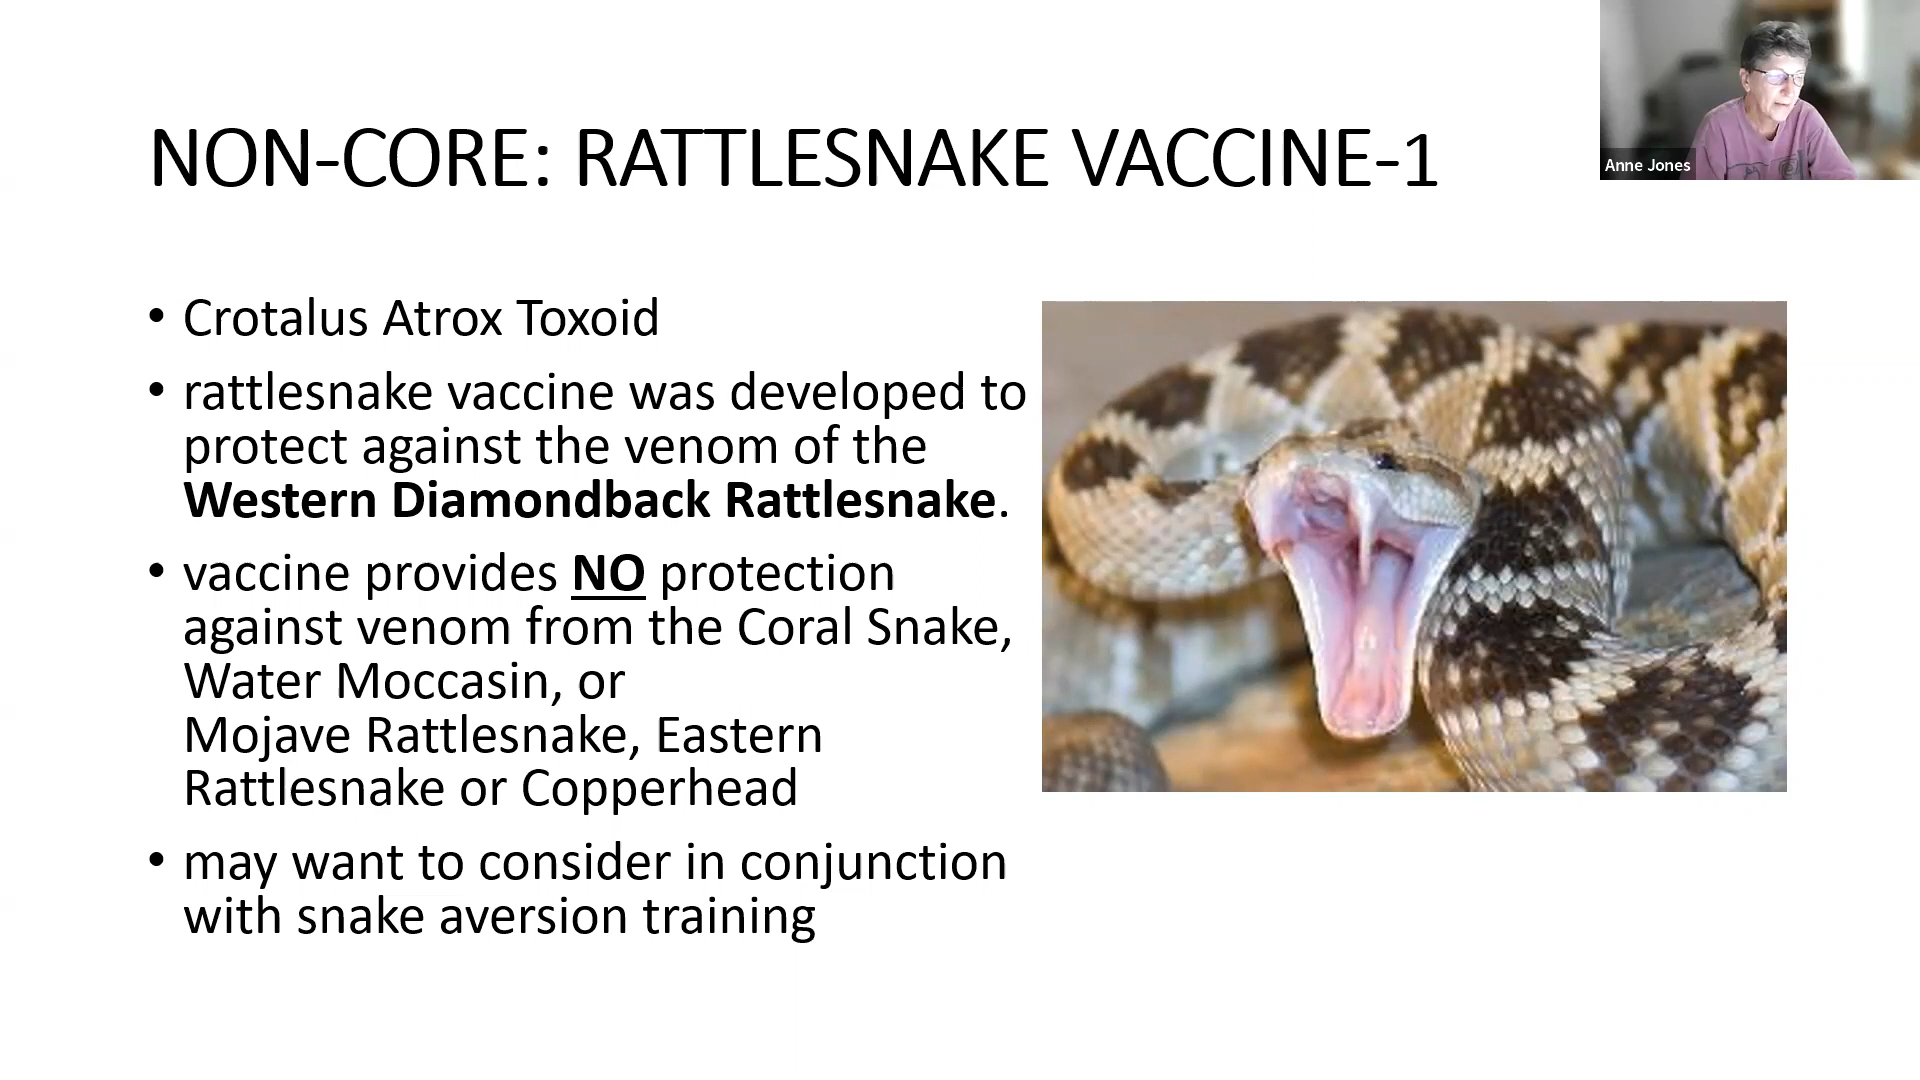 NON-CORE: RATTLESNAKE VACCINE-1
Anne Jones
• Crotalus Atrox Toxoid
• rattlesnake vaccine was developed to
protect against the venom of the
Western Diamondback Rattlesnake.
• vaccine provides NO protection
against venom from the Coral Snake,
Water Moccasin, or
Mojave Rattlesnake, Eastern
Rattlesnake or Copperhead
• may want to consider in conjunction
with snake aversion training